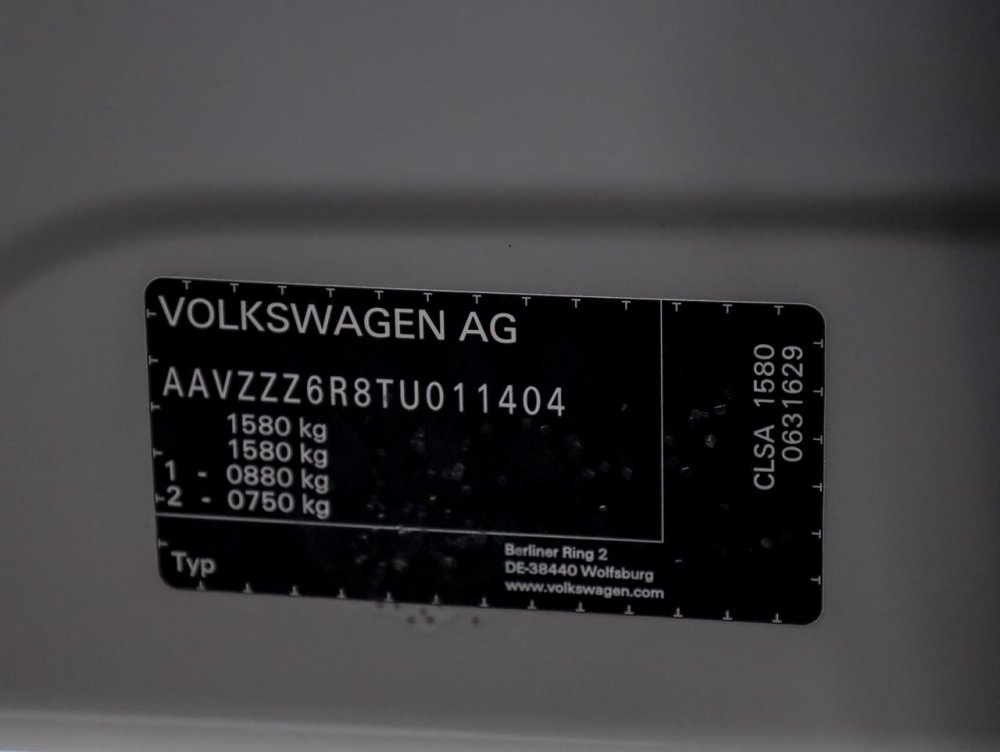 VOLKSWAGEN AG
AAVZZZ6R8TU011404
1580 kg
1580 kg
1 - 0880 kg
2 - 0750 kg
Typ
Berliner Ring 2
DE-38440 Wolfsburg
www.volkswagen.com
CLSA 1580
0631629